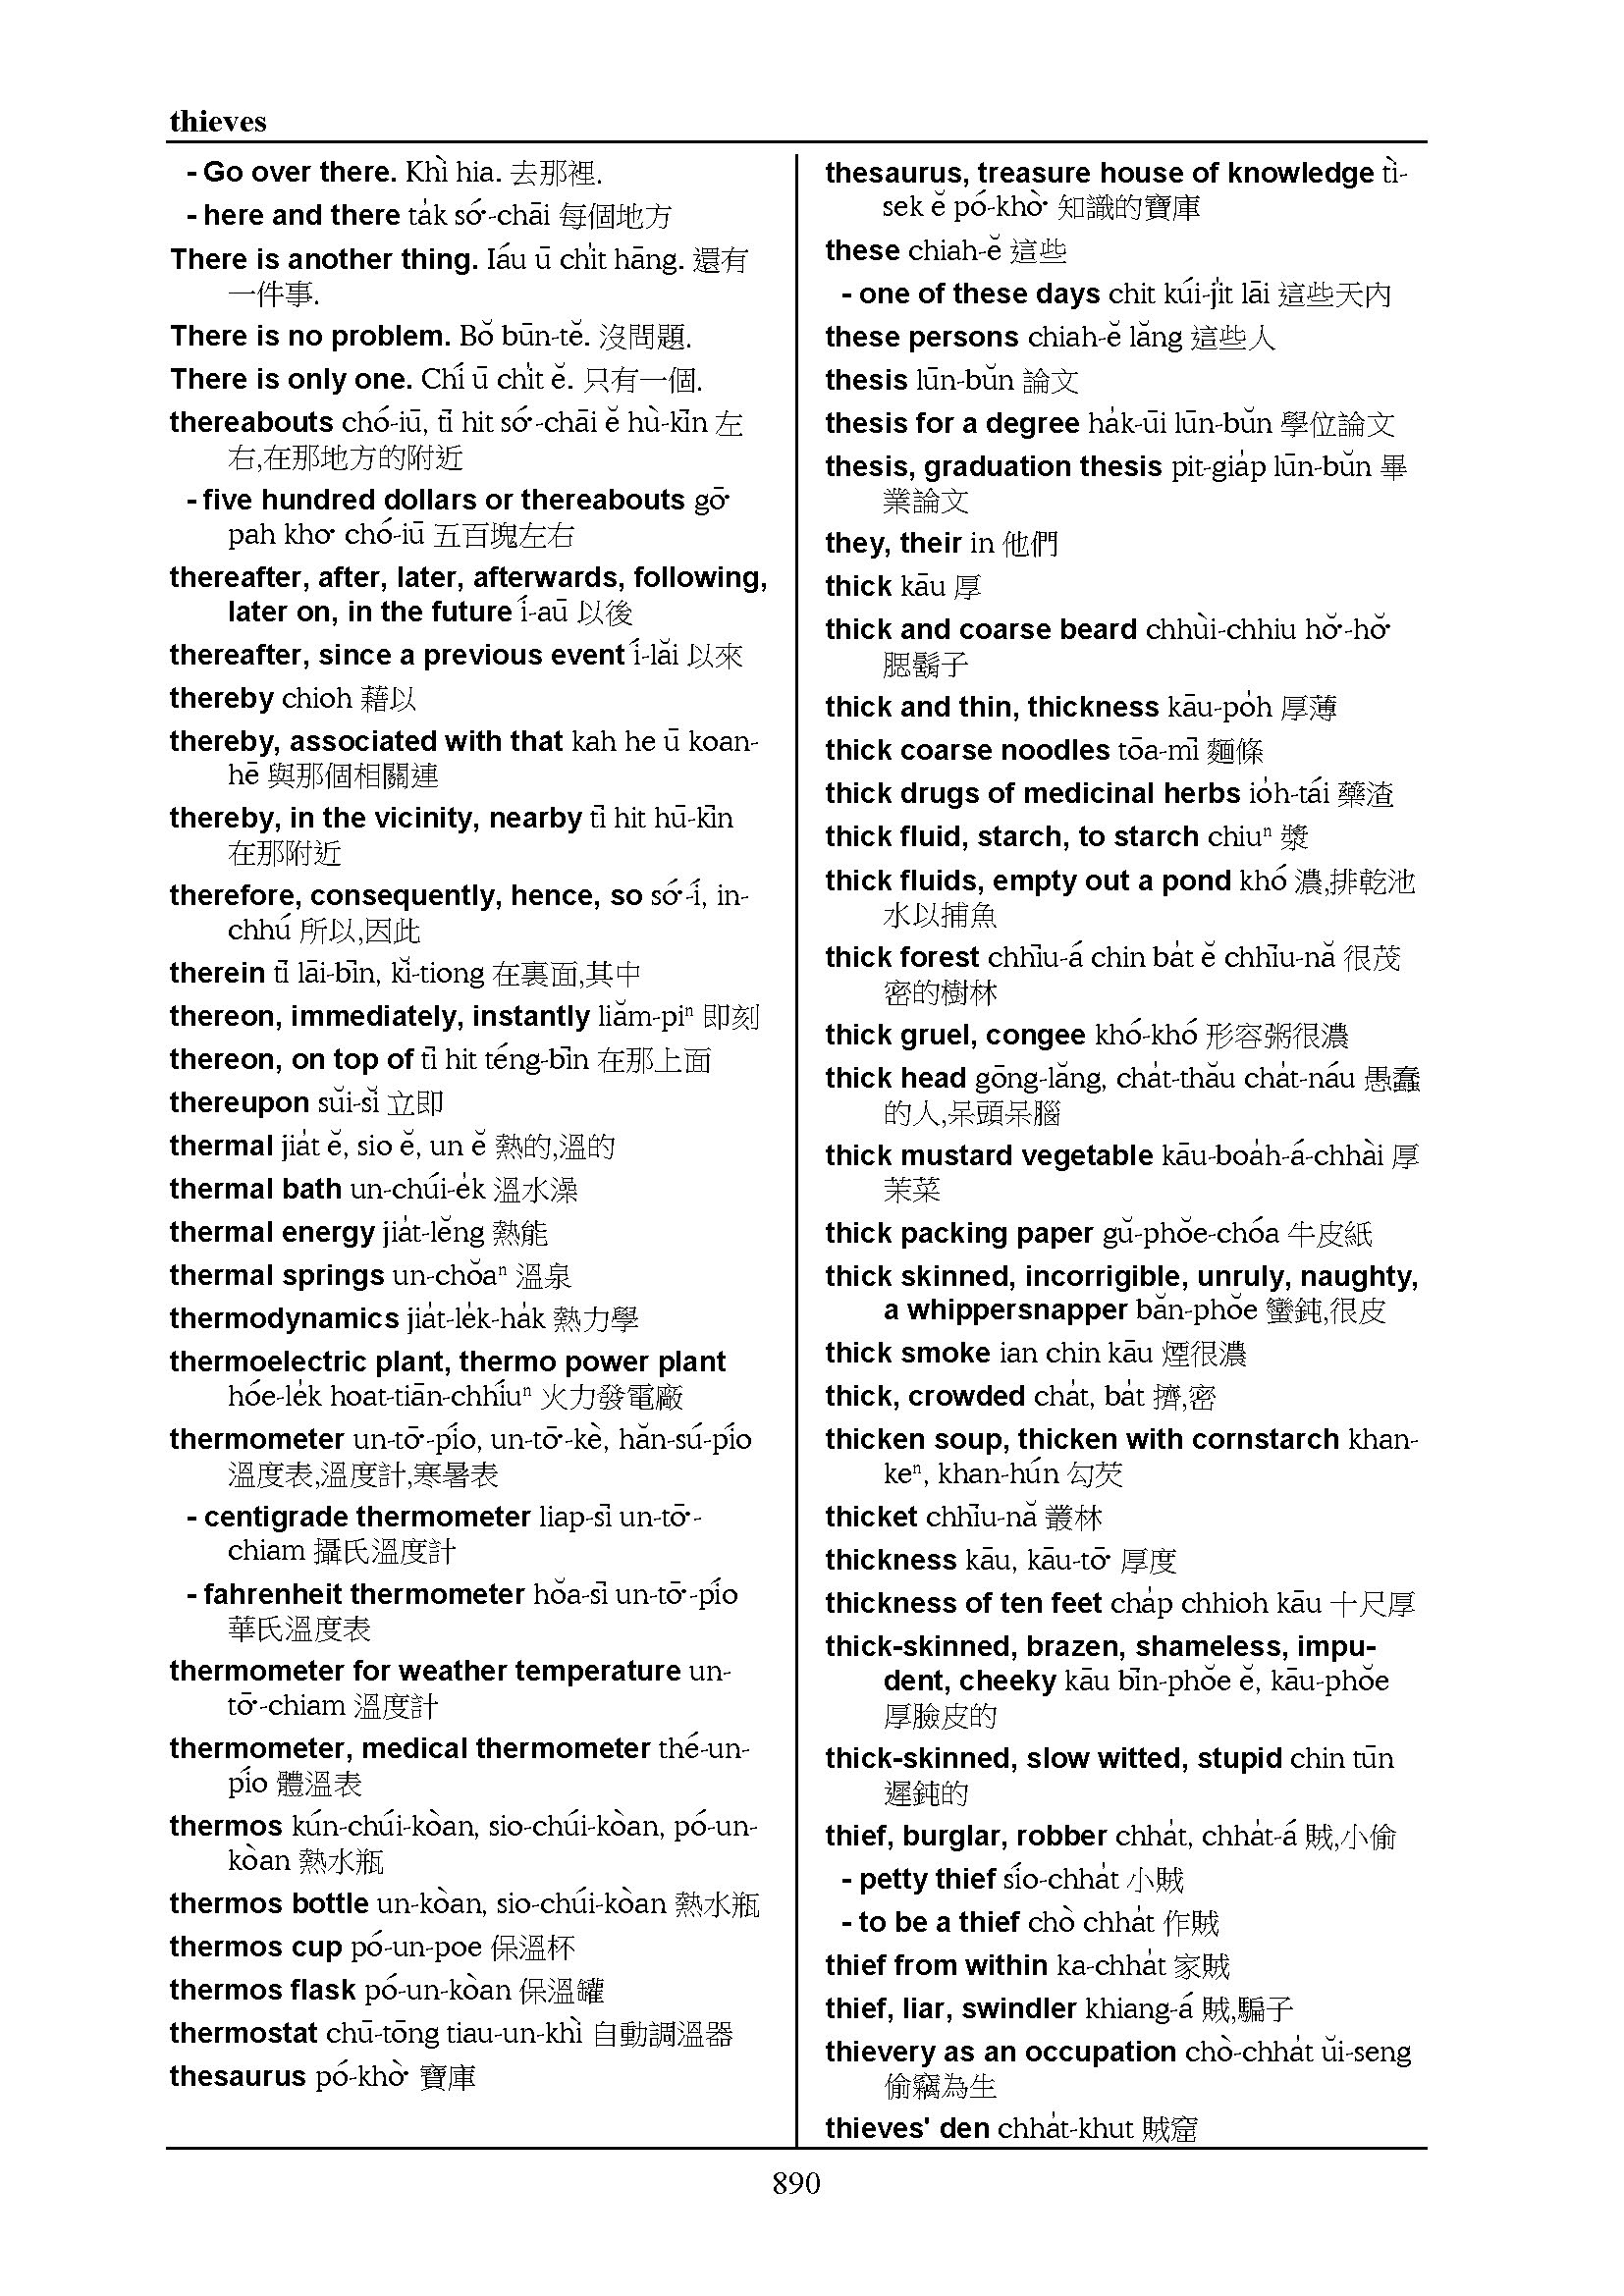 thieves
- Go over there. Khì hia. 去那裡.
- here and there ta̍k só͘-chāi 每個地方
There is another thing. Iáu ū chi̍t hāng. 還有
一件事.
There is no problem. Bŏ būn-tĕ. 沒問題.
There is only one. Chí ū chi̍t ĕ. 只有一個.
thereabouts chó-iū, tī hit só͘-chāi ĕ hù-kīn 左
右,在那地方的附近
- five hundred dollars or thereabouts gō͘
pah kho͘ chó-iū 五百塊左右
thereafter, after, later, afterwards, following,
later on, in the future í-aū 以後
thereafter, since a previous event í-lăi 以來
thereby chioh 藉以
thereby, associated with that kah he ū koan-
hē 與那個相關連
thereby, in the vicinity, nearby tī hit hū-kīn
在那附近
therefore, consequently, hence, so só͘-í, in-
chhú 所以,因此
therein tī lāi-bīn, kĭ-tiong 在裏面,其中
thereon, immediately, instantly liăm-piⁿ 即刻
thereon, on top of tī hit téng-bīn 在那上面
thereupon sŭi-sĭ 立即
thermal jia̍t ĕ, sio ĕ, un ĕ 熱的,溫的
thermal bath un-chúi-e̍k 溫水澡
thermal energy jia̍t-lĕng 熱能
thermal springs un-chŏaⁿ 溫泉
thermodynamics jia̍t-le̍k-ha̍k 熱力學
thermoelectric plant, thermo power plant
hóe-le̍k hoat-tiān-chhíuⁿ 火力發電廠
thermometer un-tō͘-pío, un-tō͘-kè, hăn-sú-pío
溫度表,溫度計,寒暑表
- centigrade thermometer liap-sī un-tō͘-
chiam 攝氏溫度計
- fahrenheit thermometer hŏa-sī un-tō͘-pío
華氏溫度表
thermometer for weather temperature un-
tō͘-chiam 溫度計
thermometer, medical thermometer thé-un-
pío 體溫表
thermos kún-chúi-kòan, sio-chúi-kòan, pó-un-
kòan 熱水瓶
thermos bottle un-kòan, sio-chúi-kòan 熱水瓶
thermos cup pó-un-poe 保溫杯
thermos flask pó-un-kòan 保溫罐
thermostat chū-tōng tiau-un-khì 自動調溫器
thesaurus pó-khò͘ 寶庫
thesaurus, treasure house of knowledge tì-
sek ĕ pó-khò͘ 知識的寶庫
these chiah-ĕ 這些
- one of these days chit kúi-ji̍t lāi 這些天內
these persons chiah-ĕ lăng 這些人
thesis lūn-bŭn 論文
thesis for a degree ha̍k-ūi lūn-bŭn 學位論文
thesis, graduation thesis pit-gia̍p lūn-bŭn 畢
業論文
they, their in 他們
thick kāu 厚
thick and coarse beard chhùi-chhiu hŏ͘-hŏ͘
腮鬍子
thick and thin, thickness kāu-po̍h 厚薄
thick coarse noodles tōa-mī 麵條
thick drugs of medicinal herbs io̍h-tái 藥渣
thick fluid, starch, to starch chiuⁿ 漿
thick fluids, empty out a pond khó 濃,排乾池
水以捕魚
thick forest chhīu-á chin ba̍t ĕ chhīu-nă 很茂
密的樹林
thick gruel, congee khó-khó 形容粥很濃
thick head gōng-lăng, cha̍t-thău cha̍t-náu 愚蠢
的人,呆頭呆腦
thick mustard vegetable kāu-boa̍h-á-chhài 厚
茉菜
thick packing paper gŭ-phŏe-chóa 牛皮紙
thick skinned, incorrigible, unruly, naughty,
a whippersnapper băn-phŏe 蠻鈍,很皮
thick smoke ian chin kāu 煙很濃
thick, crowded cha̍t, ba̍t 擠,密
thicken soup, thicken with cornstarch khan-
keⁿ, khan-hún 勾芡
thicket chhīu-nă 叢林
thickness kāu, kāu-tō͘ 厚度
thickness of ten feet cha̍p chhioh kāu 十尺厚
thick-skinned, brazen, shameless, impu-
dent, cheeky kāu bīn-phŏe ĕ, kāu-phŏe
厚臉皮的
thick-skinned, slow witted, stupid chin tūn
遲鈍的
thief, burglar, robber chha̍t, chha̍t-á 賊,小偷
- petty thief sío-chha̍t 小賊
- to be a thief chò chha̍t 作賊
thief from within ka-chha̍t 家賊
thief, liar, swindler khiang-á 賊,騙子
thievery as an occupation chò-chha̍t ŭi-seng
偷竊為生
thieves' den chha̍t-khut 賊窟
890